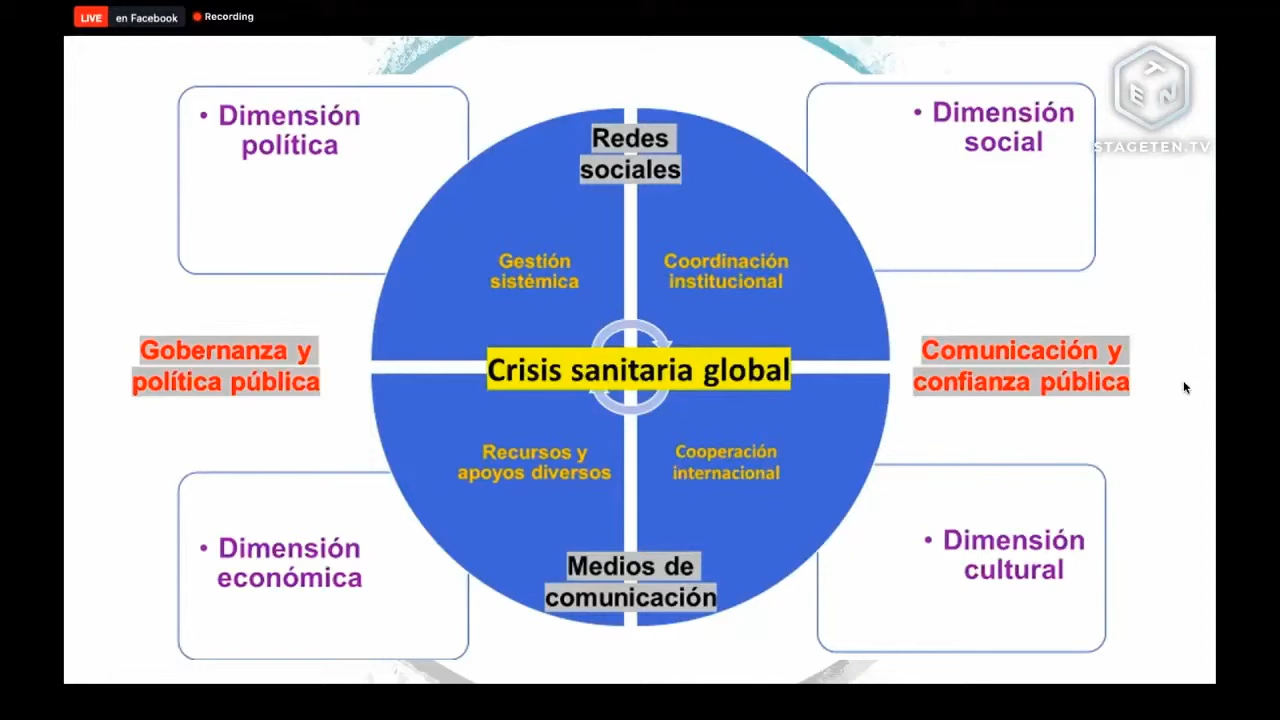 LIVE en Facebook Recording
TEN
STAGETEN.TV
• Dimensión
política
Redes
sociales
• Dimensión
social
Gestión
sistémica
Coordinación
institucional
Gobernanza y
política pública
Crisis sanitaria global
Comunicación y
confianza pública
Recursos y
apoyos diversos
Cooperación
internacional
• Dimensión
económica
Medios de
comunicación
• Dimensión
cultural